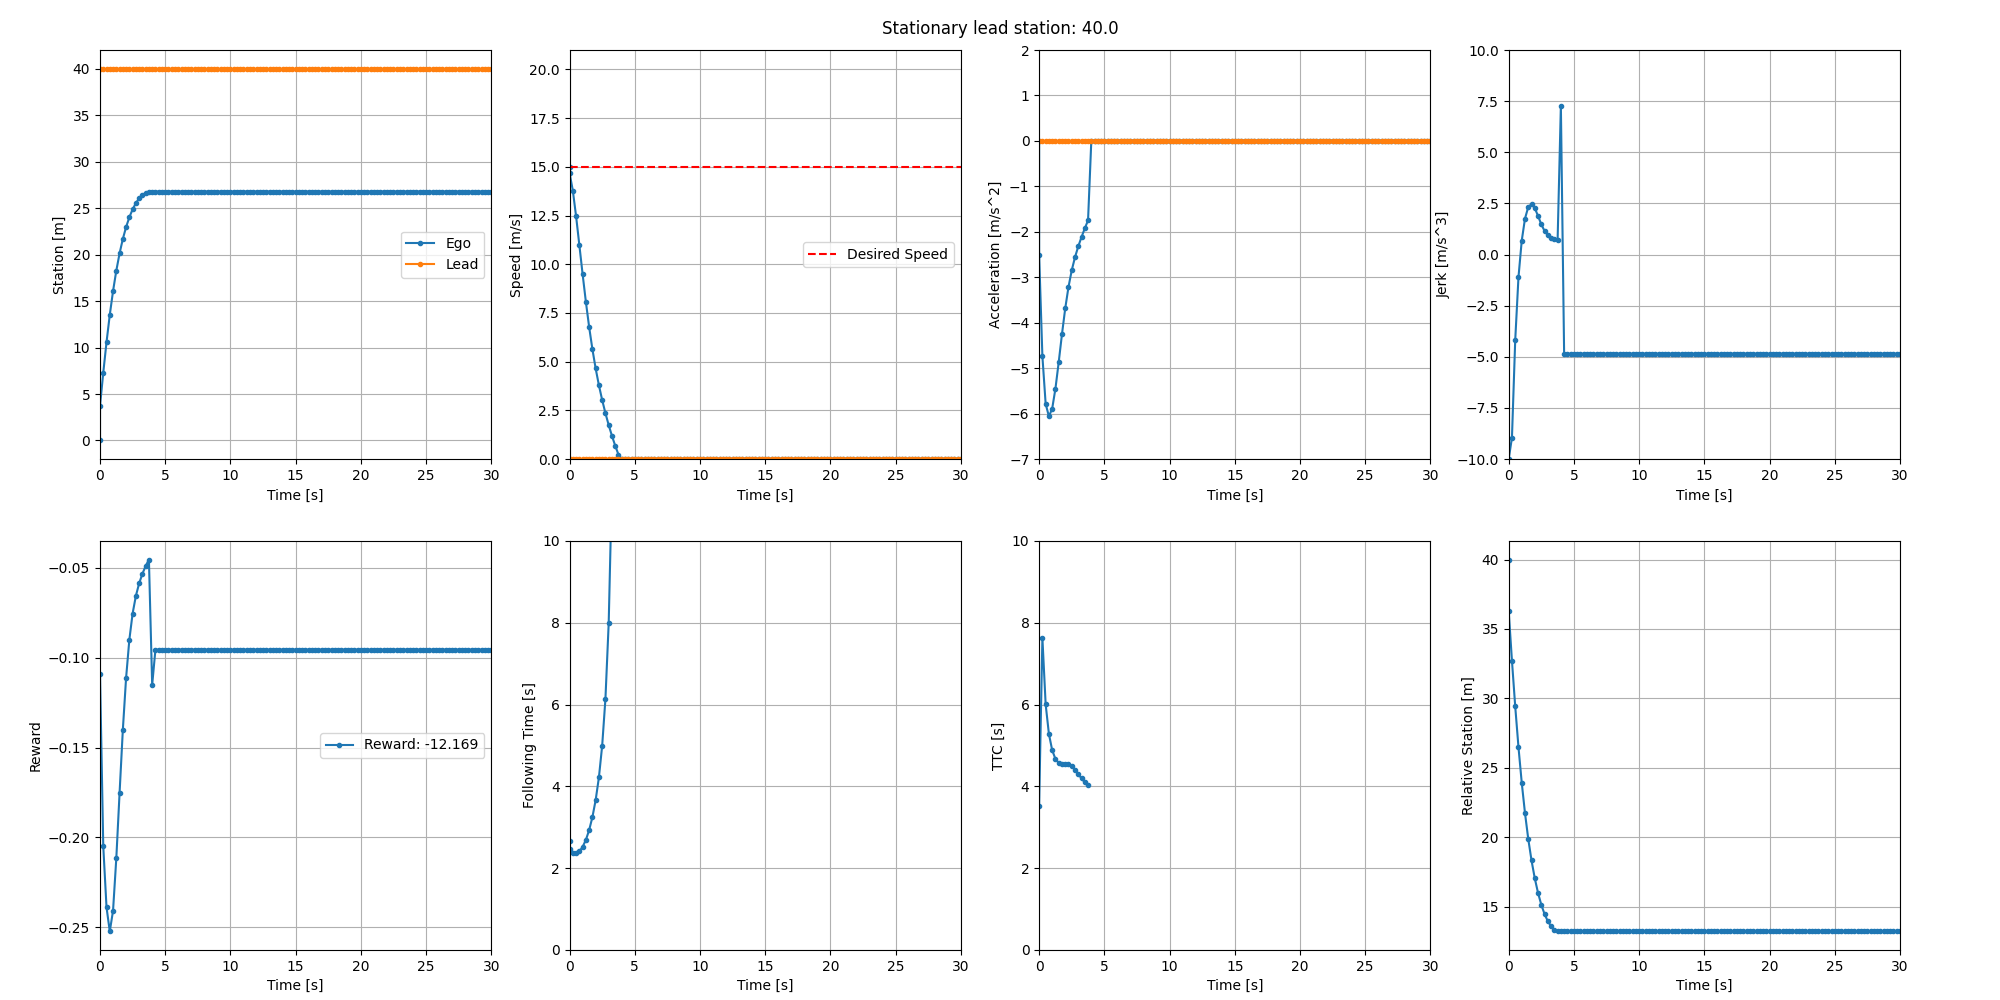 Stationary lead station: 40.0
Station [m]
40
35
30
25
20
15
10
5
0
Ego
Lead
0 5 10 15 20 25 30
Time [s]
Speed [m/s]
20.0
17.5
15.0
12.5
10.0
7.5
5.0
2.5
0.0
Desired Speed
0 5 10 15 20 25 30
Time [s]
Acceleration [m/s^2]
2
1
0
−1
−2
−3
−4
−5
−6
−7
0 5 10 15 20 25 30
Time [s]
Jerk [m/s^3]
10.0
7.5
5.0
2.5
0.0
−2.5
−5.0
−7.5
−10.0
0 5 10 15 20 25 30
Time [s]
Reward
−0.05
−0.10
−0.15
−0.20
−0.25
Reward: -12.169
0 5 10 15 20 25 30
Time [s]
Following Time [s]
10
8
6
4
2
0
0 5 10 15 20 25 30
Time [s]
TTC [s]
10
8
6
4
2
0
0 5 10 15 20 25 30
Time [s]
Relative Station [m]
40
35
30
25
20
15
0 5 10 15 20 25 30
Time [s]